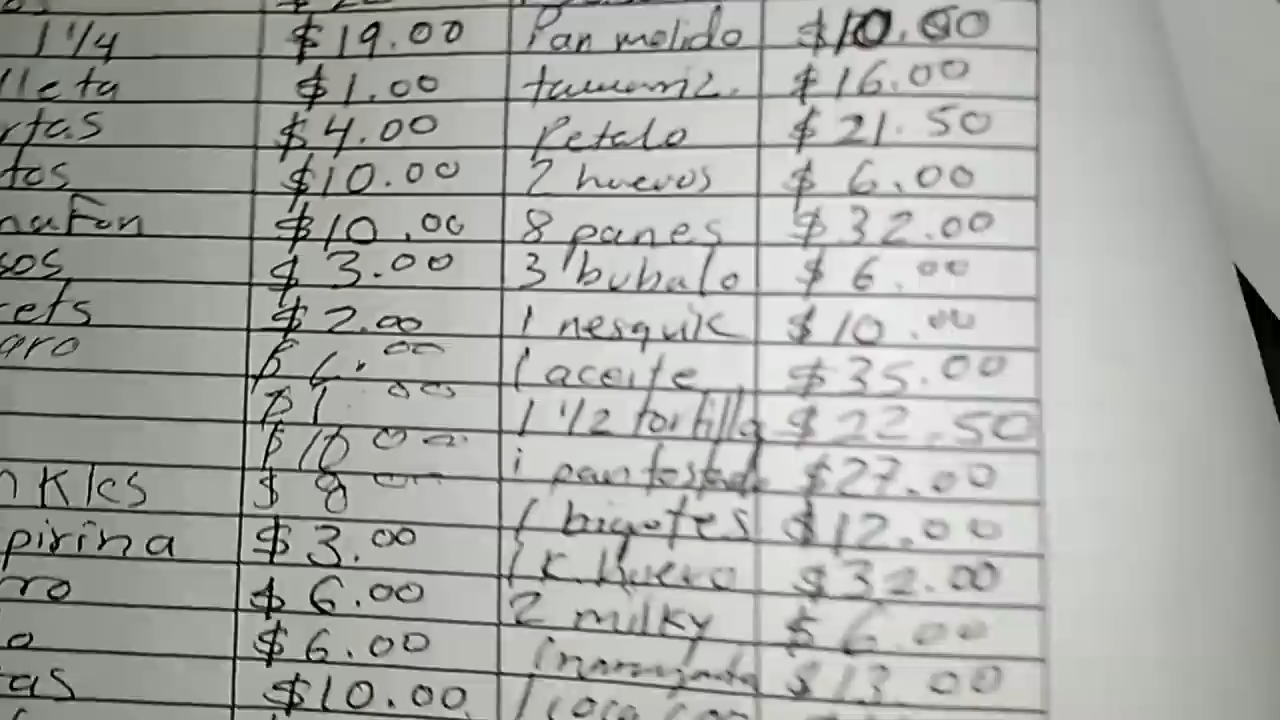 1 1/4 $19.00 Pan molido $10.00
lleta $1.00 $16.00
rtas $4.00 Petalo $21.50
tos $10.00 2 huevos $6.00
nafon $10.00 8 panes $32.00
sos $3.00 3 bubalo $6.00
ets $2.00 1 nesquik $10.00
aro 1 aceite $35.00
1 1/2 tortilla $22.50
$10 00 1 pan tostado $27.00
nkles $8 1 bigotes $12.00
pirina $3.00 1 K. Huevo $32.00
ro $6.00 2 milky $6.00
a $6.00 $13.00
as $10.00 1 coca